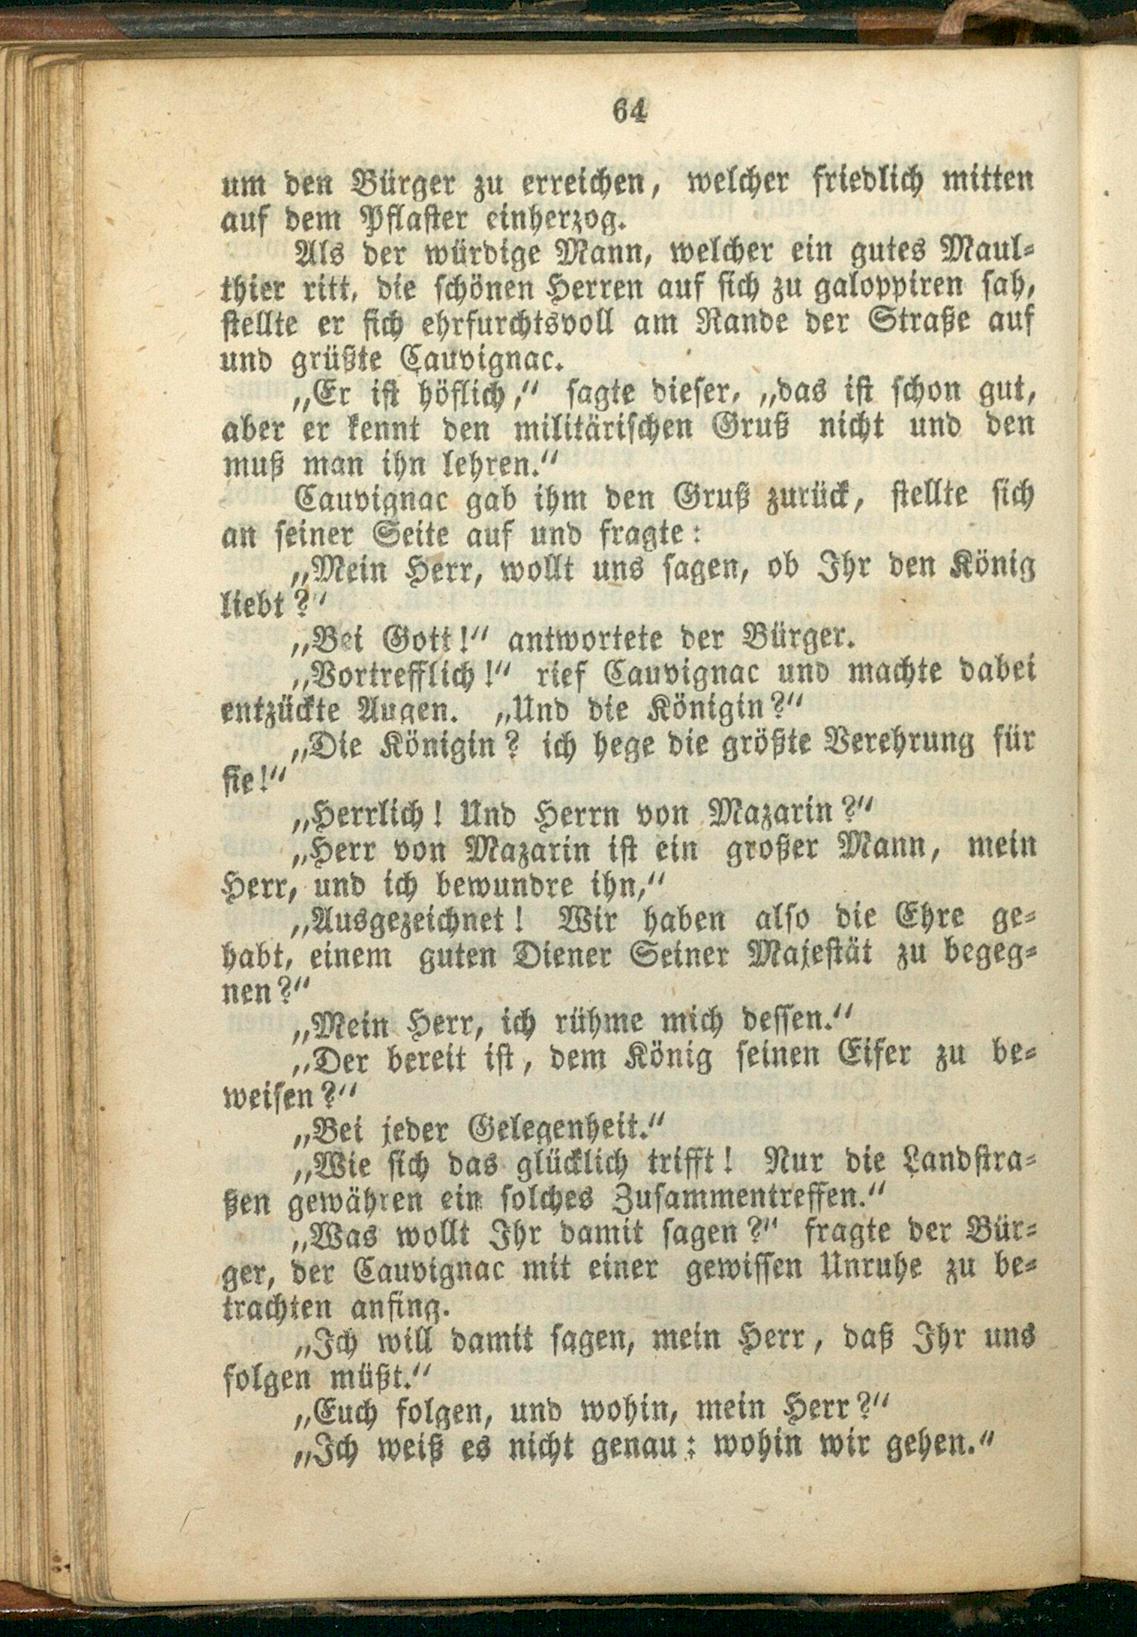 64
um den Bürger zu erreichen, welcher friedlich mitten
auf dem Pflaster einherzog.
Als der würdige Mann, welcher ein gutes Maul-
thier ritt, die schönen Herren auf sich zu galoppiren sah,
stellte er sich ehrfurchtsvoll am Rande der Straße auf
und grüßte Cauvignac.
„Er ist höflich,“ sagte dieser, „das ist schon gut,
aber er kennt den militärischen Gruß nicht und den
muß man ihn lehren.“
Cauvignac gab ihm den Gruß zurück, stellte sich
an seiner Seite auf und fragte:
„Mein Herr, wollt uns sagen, ob Ihr den König
liebt?“
„Bei Gott!“ antwortete der Bürger.
„Vortrefflich!“ rief Cauvignac und machte dabei
entzückte Augen. „Und die Königin?“
„Die Königin? ich hege die größte Verehrung für
sie!“
„Herrlich! Und Herrn von Mazarin?“
„Herr von Mazarin ist ein großer Mann, mein
Herr, und ich bewundre ihn,“
„Ausgezeichnet! Wir haben also die Ehre ge-
habt, einem guten Diener Seiner Majestät zu begeg-
nen?“
„Mein Herr, ich rühme mich dessen.“
„Der bereit ist, dem König seinen Eifer zu be-
weisen?“
„Bei jeder Gelegenheit.“
„Wie sich das glücklich trifft! Nur die Landstra-
ßen gewähren ein solches Zusammentreffen.“
„Was wollt Ihr damit sagen?“ fragte der Bür-
ger, der Cauvignac mit einer gewissen Unruhe zu be-
trachten anfing.
„Ich will damit sagen, mein Herr, daß Ihr uns
folgen müßt.“
„Euch folgen, und wohin, mein Herr?“
„Ich weiß es nicht genau: wohin wir gehen.“